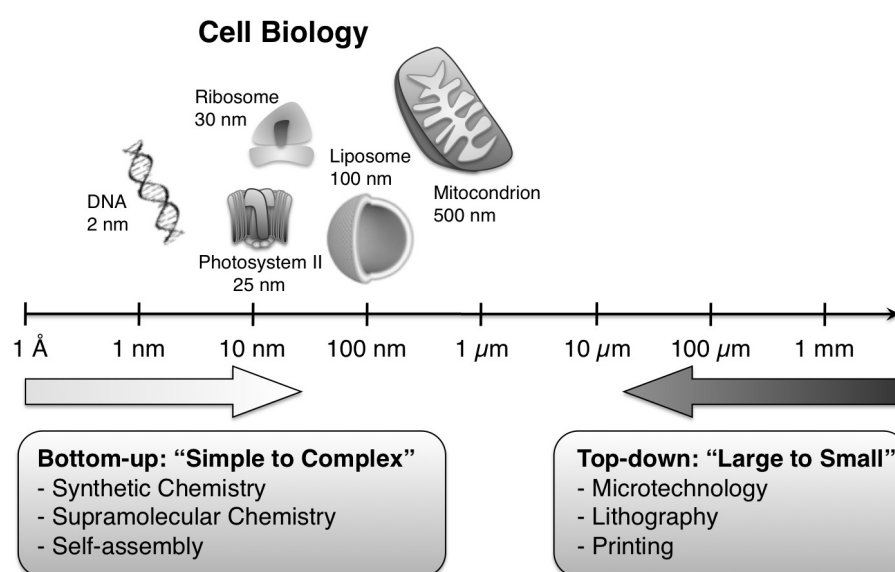 Cell Biology
Ribosome
30 nm
Liposome
100 nm
DNA
2 nm
Mitocondrion
500 nm
Photosystem II
25 nm
1 Å
1 nm
10 nm
100 nm
1 µm
10 µm
100 µm
1 mm
Bottom-up: “Simple to Complex”
- Synthetic Chemistry
- Supramolecular Chemistry
- Self-assembly
Top-down: “Large to Small”
- Microtechnology
- Lithography
- Printing